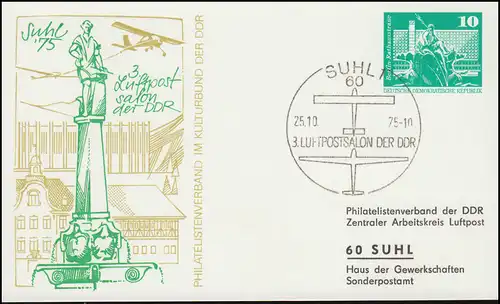 Suhl
'75
3.
Luftpost
salon
der DDR
PHILATELISTENVERBAND IM KULTURBUND DER DDR
10
Berlin, Rathausstrasse
DEUTSCHE DEMOKRATISCHE REPUBLIK
SUHL 1
60
25.10. 75-10
3. LUFTPOSTSALON DER DDR
Philatelistenverband der DDR
Zentraler Arbeitskreis Luftpost
60 SUHL
Haus der Gewerkschaften
Sonderpostamt